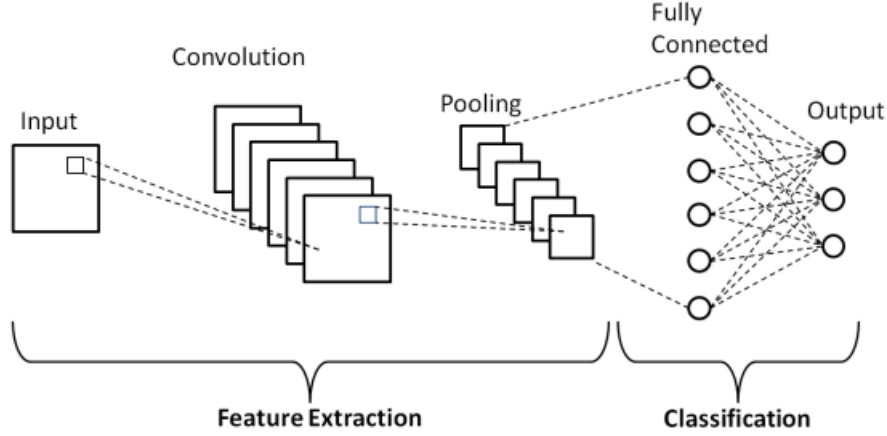 Fully
Connected
Convolution
Pooling
Input
Output
Feature Extraction
Classification